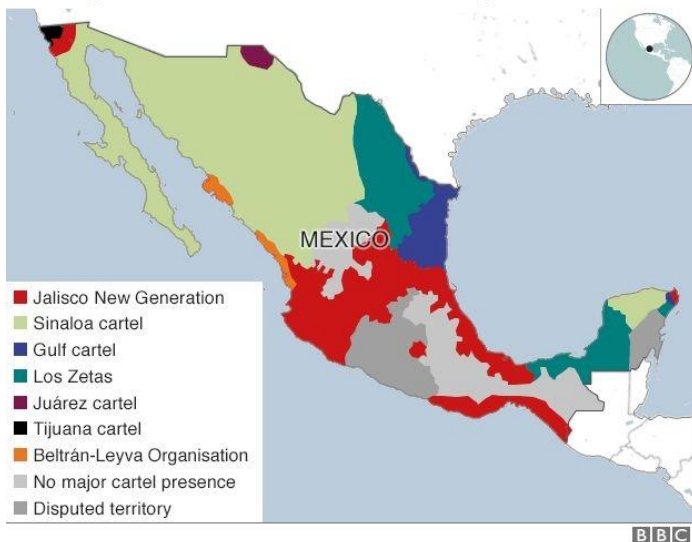 MEXICO
Jalisco New Generation
Sinaloa cartel
Gulf cartel
Los Zetas
Juárez cartel
Tijuana cartel
Beltrán-Leyva Organisation
No major cartel presence
Disputed territory
BBC